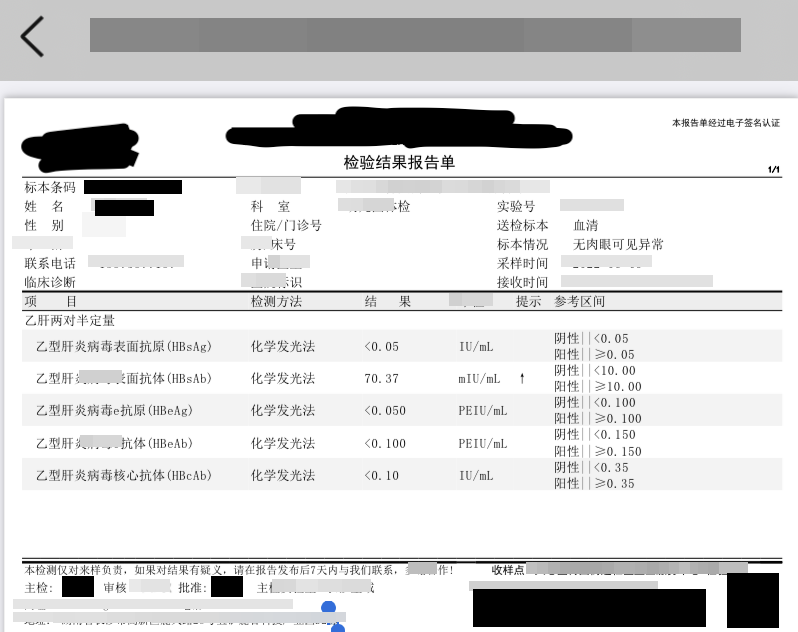 本报告单经过电子签名认证
检验结果报告单
1/1
标本条码
姓 名 科 室 体检 实验号
性 别 住院/门诊号 送检标本 血清
床号 标本情况 无肉眼可见异常
联系电话 申 采样时间
临床诊断 标识 接收时间
项 目 检测方法 结 果 提示 参考区间
乙肝两对半定量
乙型肝炎病毒表面抗原(HBsAg) 化学发光法 <0.05 IU/mL 阴性||<0.05
阳性||≥0.05
乙型肝 表面抗体(HBsAb) 化学发光法 70.37 mIU/mL ↑ 阴性||<10.00
阳性||≥10.00
乙型肝炎病毒e抗原(HBeAg) 化学发光法 <0.050 PEIU/mL 阴性||<0.100
阳性||≥0.100
乙型肝 抗体(HBeAb) 化学发光法 <0.100 PEIU/mL 阴性||<0.150
阳性||≥0.150
乙型肝炎病毒核心抗体(HBcAb) 化学发光法 <0.10 IU/mL 阴性||<0.35
阳性||≥0.35
本检测仅对来样负责，如果对结果有疑义，请在报告发布后7天内与我们联系， 作! 收样点
主检: 审核 批准: 主